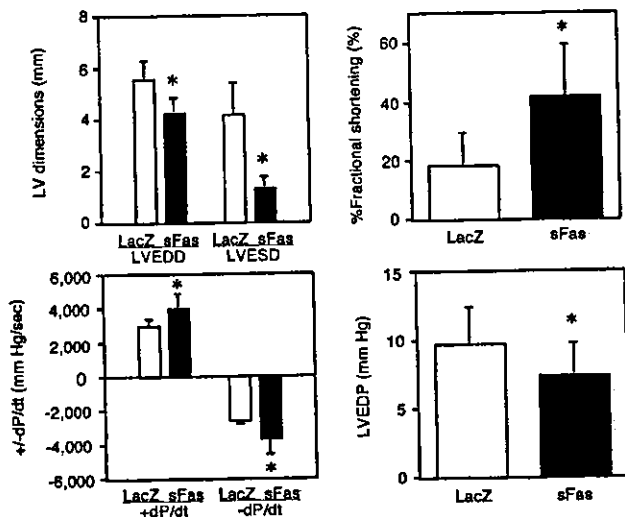 LV dimensions (mm)
8
6
4
2
0
*
*
LacZ sFas
LVEDD
LacZ sFas
LVESD
%Fractional shortening (%)
80
60
40
20
0
*
LacZ
sFas
+/-dP/dt (mm Hg/sec)
6,000
4,000
2,000
0
-2,000
-4,000
-6,000
*
*
LacZ sFas
+dP/dt
LacZ sFas
-dP/dt
LVEDP (mm Hg)
15
10
5
0
*
LacZ
sFas